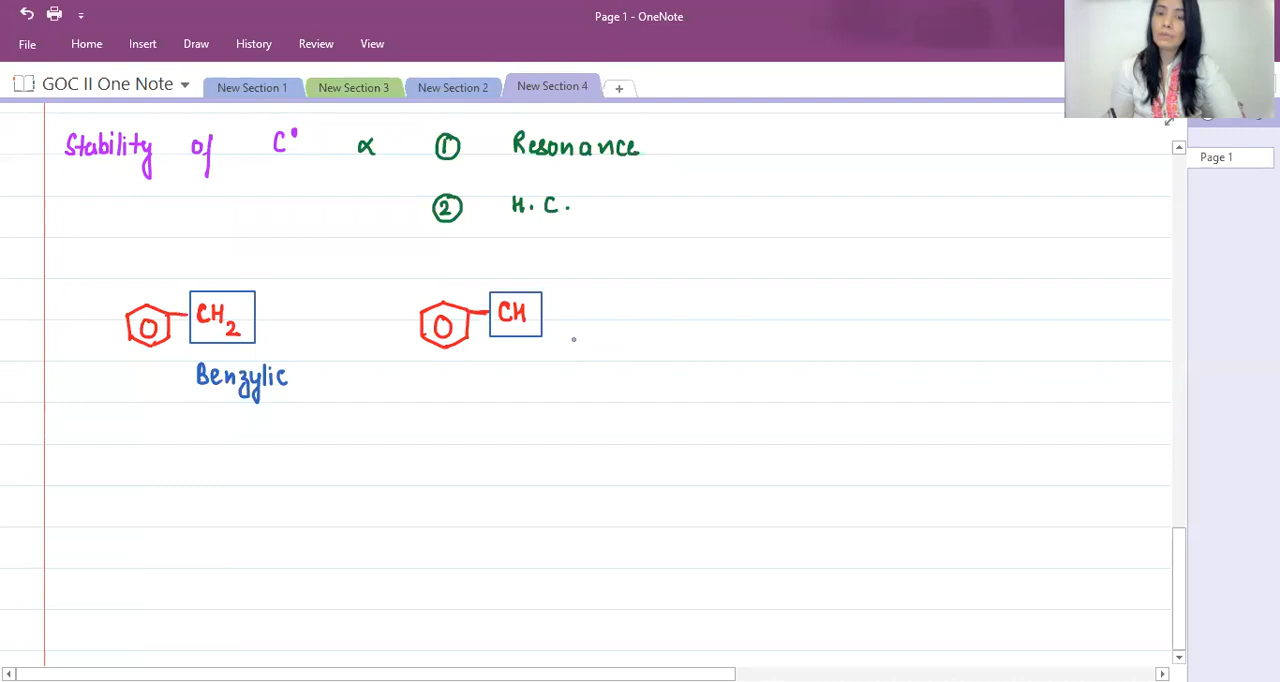 Page 1 - OneNote
File Home Insert Draw History Review View
GOC II One Note New Section 1 New Section 3 New Section 2 New Section 4 +
Page 1
Stability of C• ∝ ① Resonance
② H.C.
CH2 CH
Benzylic